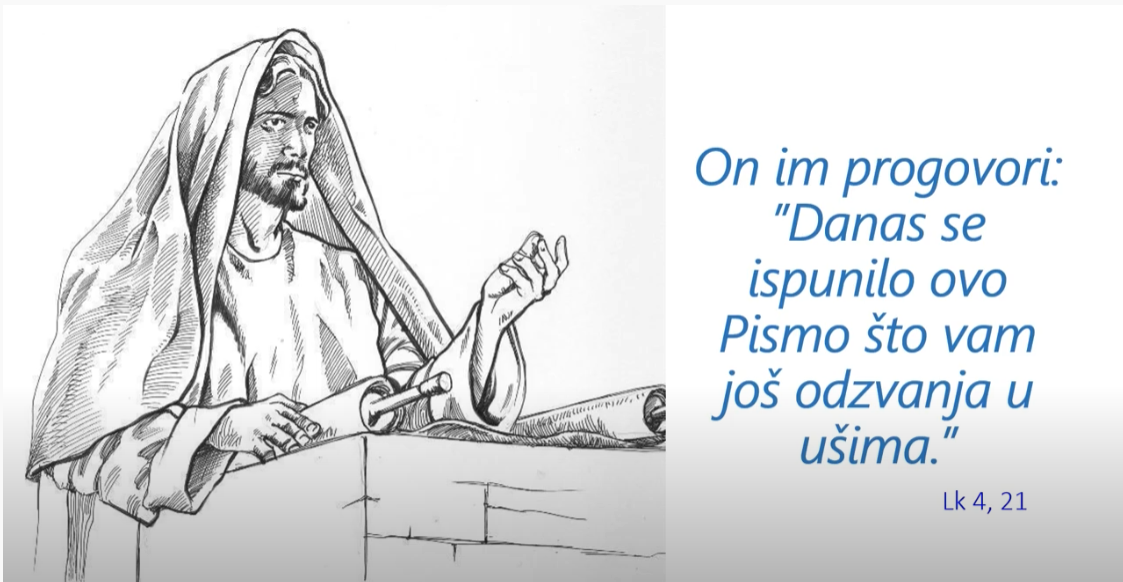 On im progovori:
"Danas se
ispunilo ovo
Pismo što vam
još odzvanja u
ušima."
Lk 4, 21